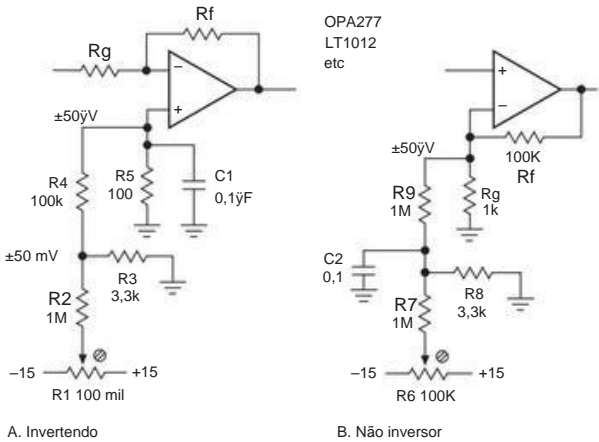 Rf
Rg
−
+
±50ÿV
R4
100k
R5
100
C1
0,1ÿF
±50 mV
R3
3,3k
R2
1M
–15
+15
R1 100 mil
A. Invertendo
OPA277
LT1012
etc
+
−
±50ÿV
100K
Rf
R9
1M
Rg
1k
C2
0,1
R8
3,3k
R7
1M
–15
+15
R6 100K
B. Não inversor